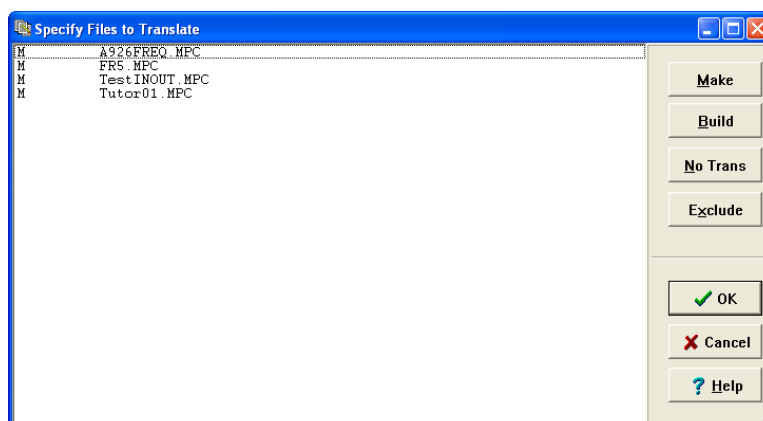 Specify Files to Translate
M A926FREQ.MPC
M FR5.MPC
M TestINOUT.MPC
M Tutor01.MPC
Make
Build
No Trans
Exclude
OK
Cancel
? Help